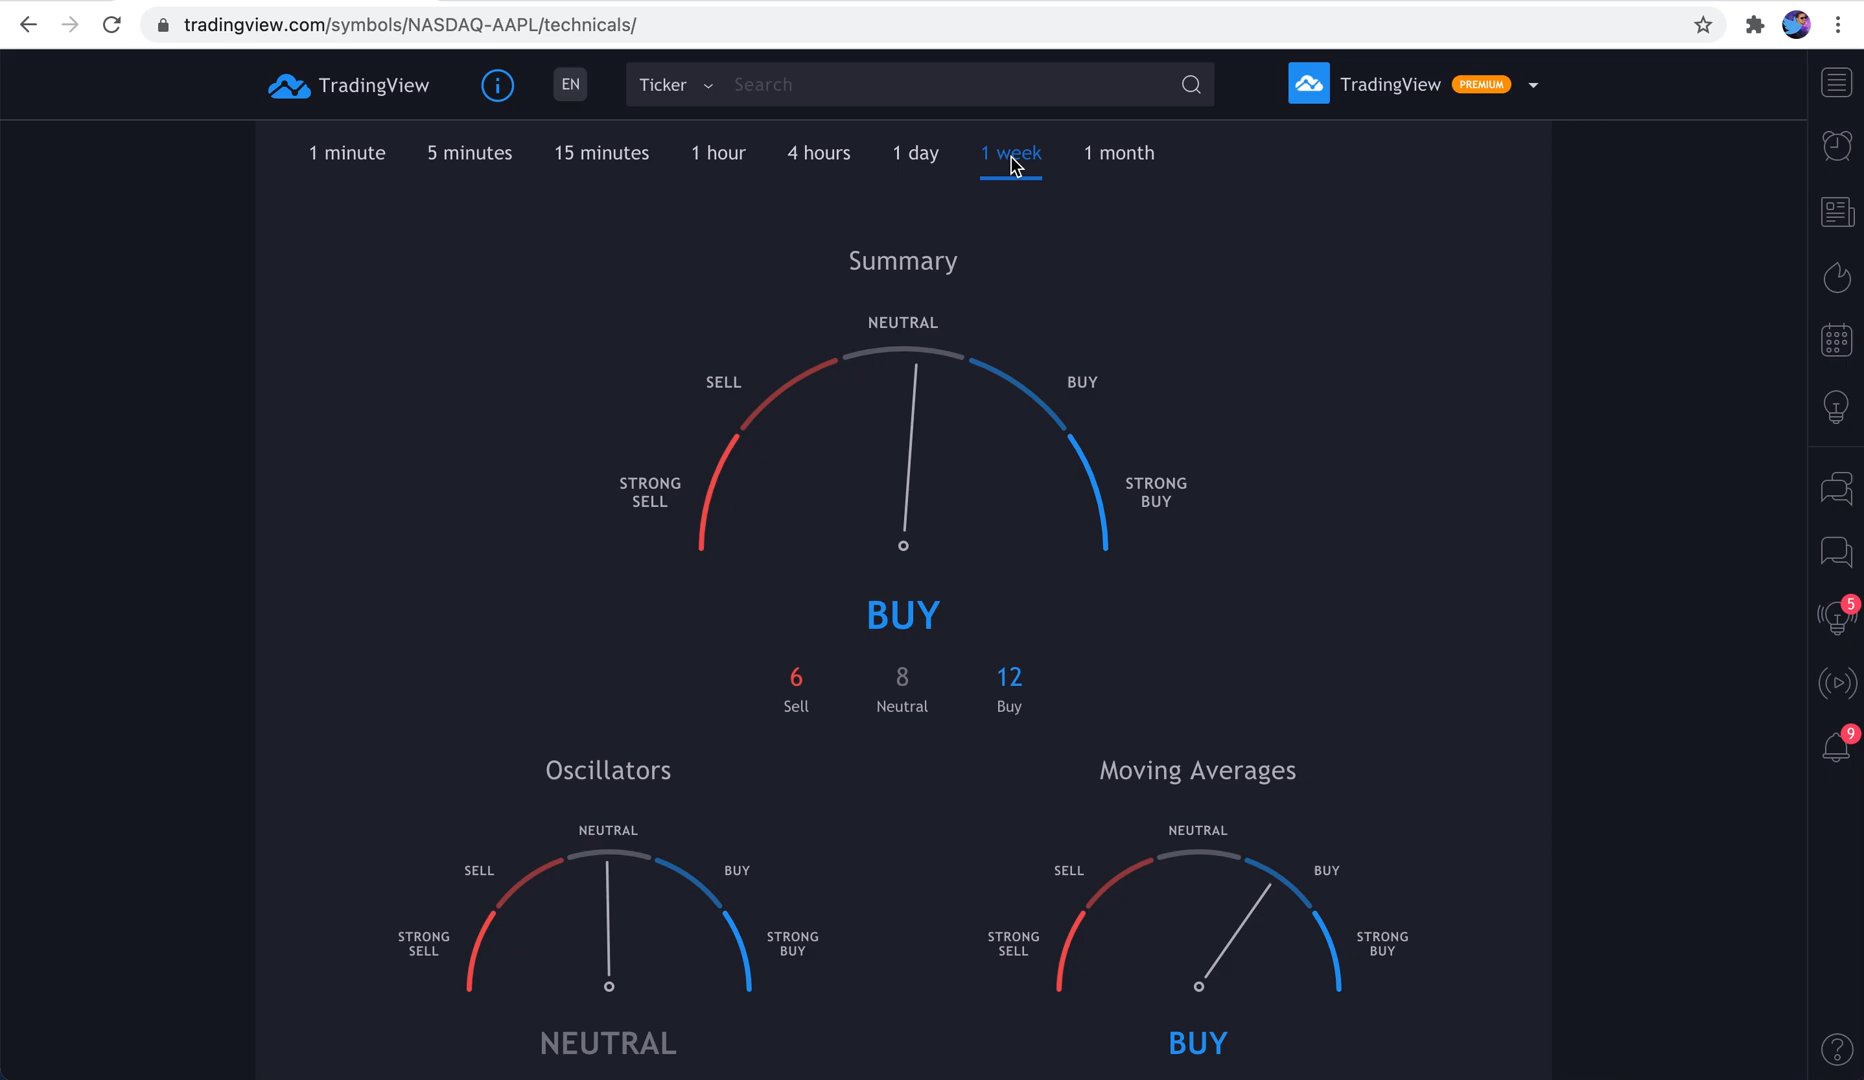 tradingview.com/symbols/NASDAQ-AAPL/technicals/
TradingView
EN
Ticker
Search
TradingView
PREMIUM
1 minute
5 minutes
15 minutes
1 hour
4 hours
1 day
1 week
1 month
Summary
NEUTRAL
SELL
BUY
STRONG
SELL
STRONG
BUY
BUY
6
8
12
Sell
Neutral
Buy
Oscillators
Moving Averages
NEUTRAL
SELL
BUY
STRONG
SELL
STRONG
BUY
NEUTRAL
NEUTRAL
SELL
BUY
STRONG
SELL
STRONG
BUY
BUY
5
9